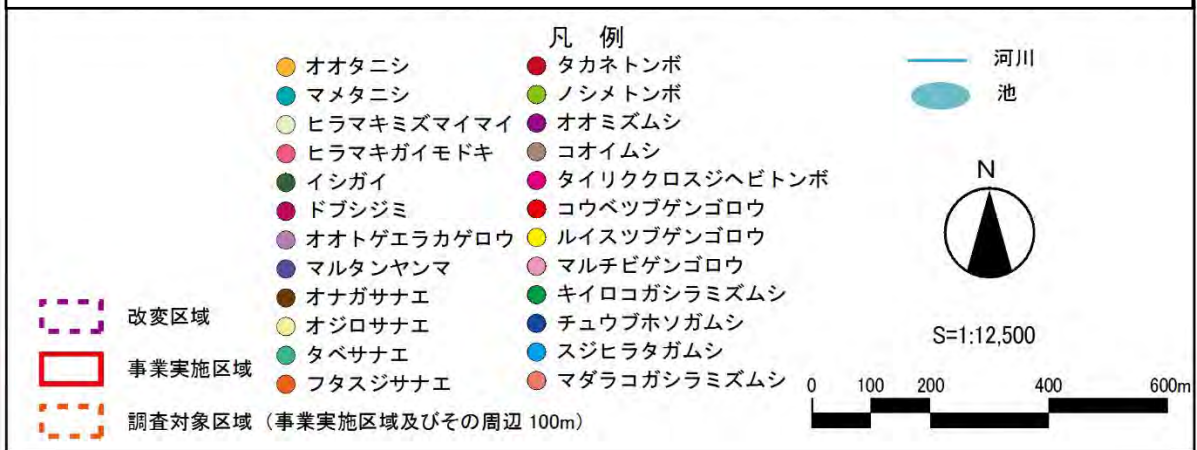 凡 例
オオタニシ
マメタニシ
ヒラマキミズマイマイ
ヒラマキガイモドキ
イシガイ
ドブシジミ
オオトゲエラカゲロウ
マルタンヤンマ
オナガサナエ
オジロサナエ
タベサナエ
フタスジサナエ
タカネトンボ
ノシメトンボ
オオミズムシ
コオイムシ
タイリククロスジヘビトンボ
コウベツブゲンゴロウ
ルイスツブゲンゴロウ
マルチビゲンゴロウ
キイロコガシラミズムシ
チュウブホソガムシ
スジヒラタガムシ
マダラコガシラミズムシ
河川
池
N
S=1:12,500
0 100 200 400 600m
改変区域
事業実施区域
調査対象区域（事業実施区域及びその周辺 100m）